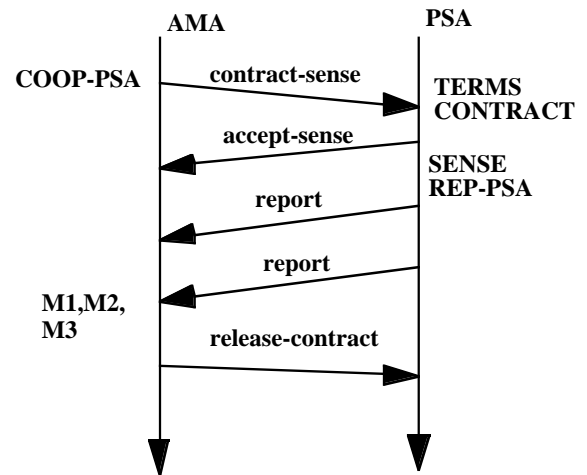 AMA
PSA
COOP-PSA
contract-sense
TERMS
CONTRACT
accept-sense
SENSE
REP-PSA
report
report
M1,M2,
M3
release-contract